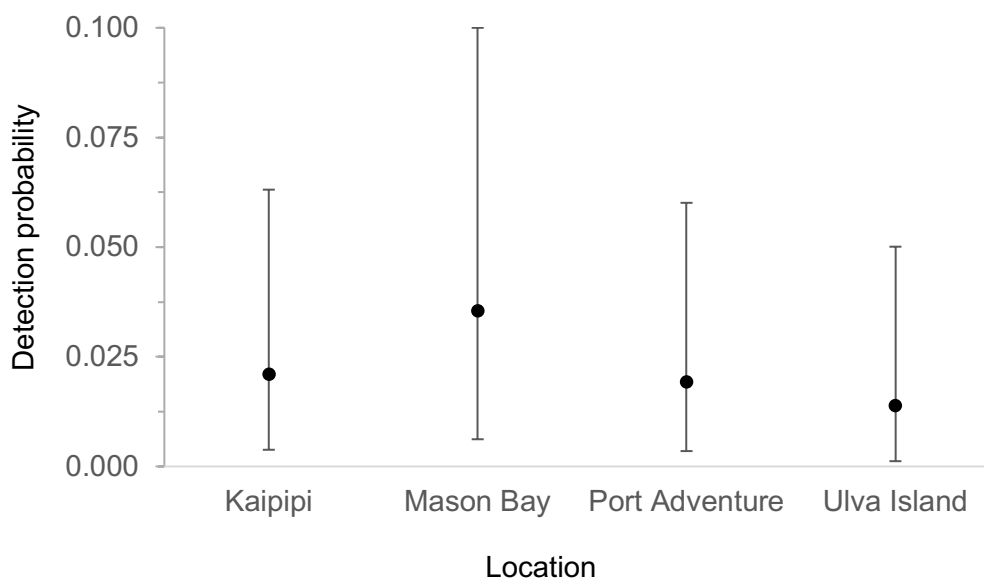 Detection probability
0.100
0.075
0.050
0.025
0.000
Kaipipi Mason Bay Port Adventure Ulva Island
Location